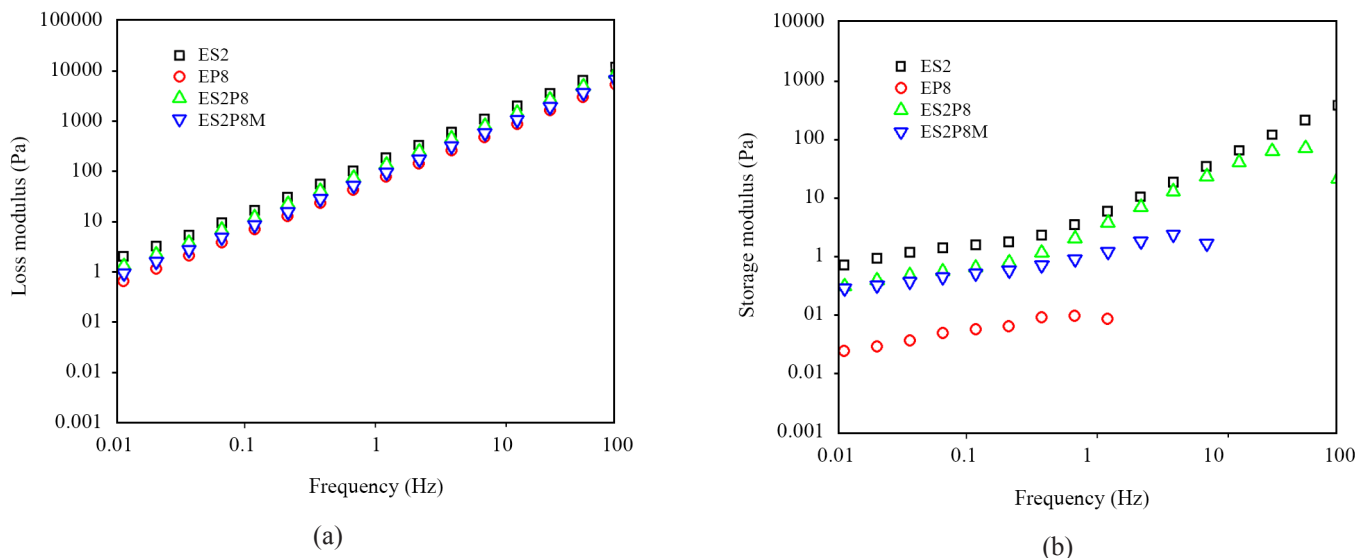 100000
10000
1000
100
10
1
01
0.01
0.001
Loss modulus (Pa)
ES2
EP8
ES2P8
ES2P8M
0.01
0.1
1
10
100
Frequency (Hz)
(a)
10000
1000
100
10
1
01
0.01
0.001
Storage modulus (Pa)
ES2
EP8
ES2P8
ES2P8M
0.01
0.1
1
10
100
Frequency (Hz)
(b)